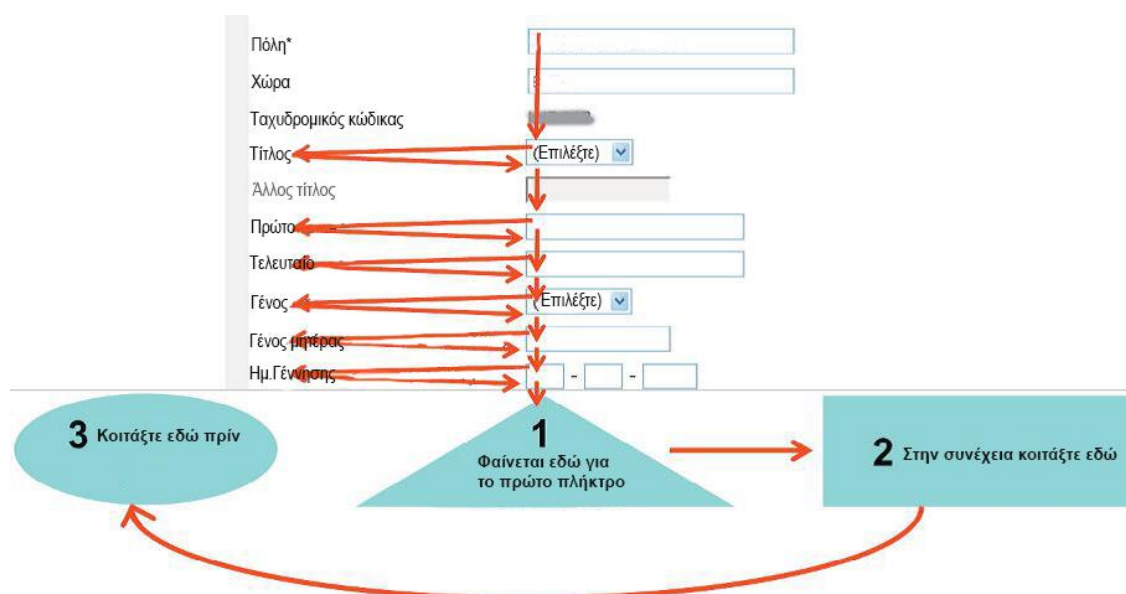 Πόλη*
Χώρα
Ταχυδρομικός κώδικας
Τίτλος (Επιλέξτε)
Άλλος τίτλος
Πρώτο
Τελευταίο
Γένος (Επιλέξτε)
Γένος μητέρας
Ημ.Γέννησης - -
3 Κοιτάξτε εδώ πρίν
1
Φαίνεται εδώ για
το πρώτο πλήκτρο
2 Στην συνέχεια κοιτάξτε εδώ